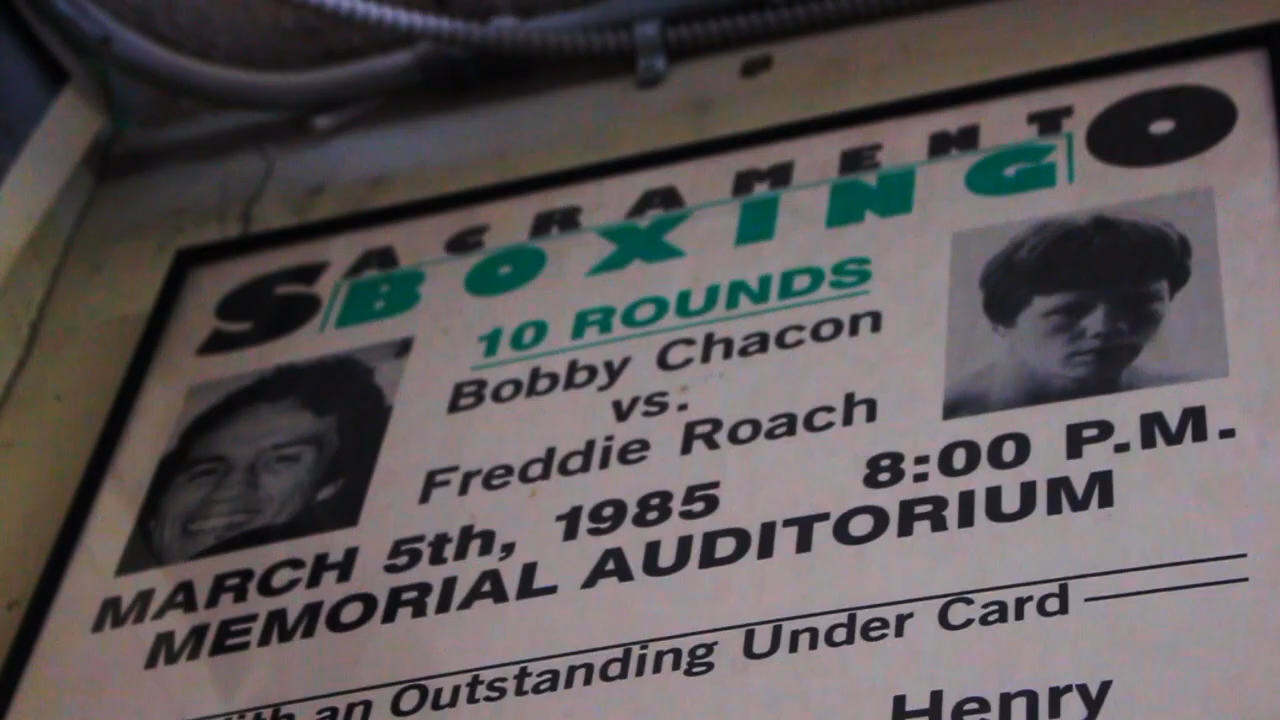 SACRAMENTO
BOXING
10 ROUNDS
Bobby Chacon
vs.
Freddie Roach
MARCH 5th, 1985 8:00 P.M.
MEMORIAL AUDITORIUM
With an Outstanding Under Card
Henry